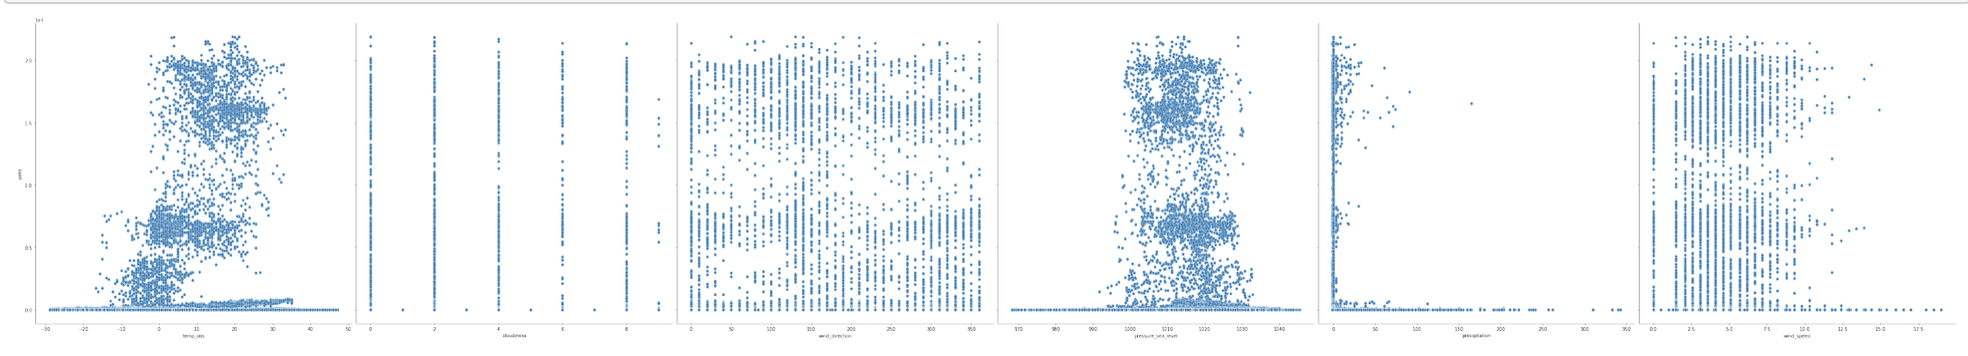 2.0
1.5
1.0
0.5
0.0
-30 -20 -10 0 10 20 30 40 50
temp_obs
0 2 4 6 8
cloudiness
0 50 100 150 200 250 300 350
wind_direction
970 980 990 1000 1010 1020 1030 1040
pressure_sea_level
0 50 100 150 200 250 300 350
precipitation
0.0 2.5 5.0 7.5 10.0 12.5 15.0 17.5
wind_speed